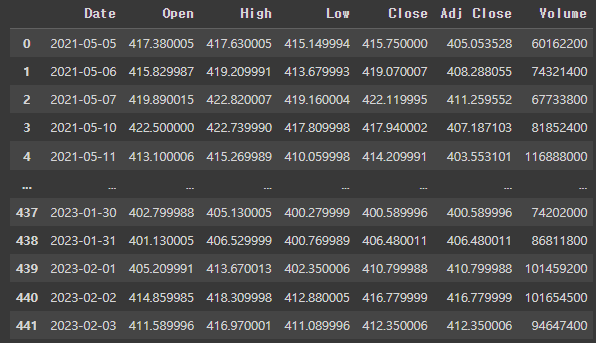 Date Open High Low Close Adj Close Volume
0 2021-05-05 417.380005 417.630005 415.149994 415.750000 405.053528 60162200
1 2021-05-06 415.829987 419.209991 413.679993 419.070007 408.288055 74321400
2 2021-05-07 419.890015 422.820007 419.160004 422.119995 411.259552 67733800
3 2021-05-10 422.500000 422.739990 417.809998 417.940002 407.187103 81852400
4 2021-05-11 413.100006 415.269989 410.059998 414.209991 403.553101 116888000
... ... ... ... ... ... ... ...
437 2023-01-30 402.799988 405.130005 400.279999 400.589996 400.589996 74202000
438 2023-01-31 401.130005 406.529999 400.769989 406.480011 406.480011 86811800
439 2023-02-01 405.209991 413.670013 402.350006 410.799988 410.799988 101459200
440 2023-02-02 414.859985 418.309998 412.880005 416.779999 416.779999 101654500
441 2023-02-03 411.589996 416.970001 411.089996 412.350006 412.350006 94647400